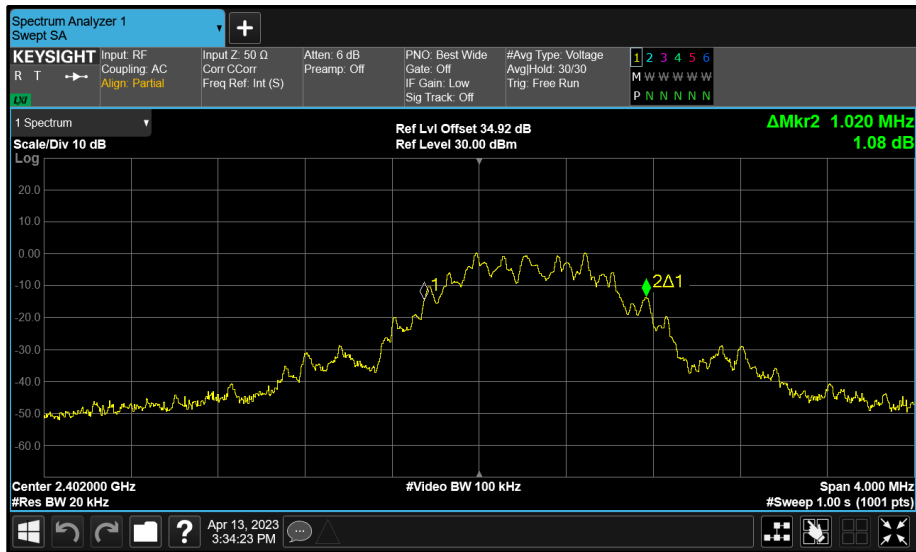 Spectrum Analyzer 1
Swept SA
+
KEYSIGHT
R T
LXI
Input: RF
Coupling: AC
Align: Partial
Input Z: 50 Ω
Corr CCorr
Freq Ref: Int (S)
Atten: 6 dB
Preamp: Off
PNO: Best Wide
Gate: Off
IF Gain: Low
Sig Track: Off
#Avg Type: Voltage
Avg|Hold: 30/30
Trig: Free Run
1 2 3 4 5 6
M W W W W W
P N N N N N
1 Spectrum
Scale/Div 10 dB
Ref Lvl Offset 34.92 dB
Ref Level 30.00 dBm
ΔMkr2 1.020 MHz
1.08 dB
Log
20.0
10.0
0.00
-10.0
-20.0
-30.0
-40.0
-50.0
-60.0
1
2Δ1
Center 2.402000 GHz
#Video BW 100 kHz
Span 4.000 MHz
#Res BW 20 kHz
#Sweep 1.00 s (1001 pts)
?
Apr 13, 2023
3:34:23 PM